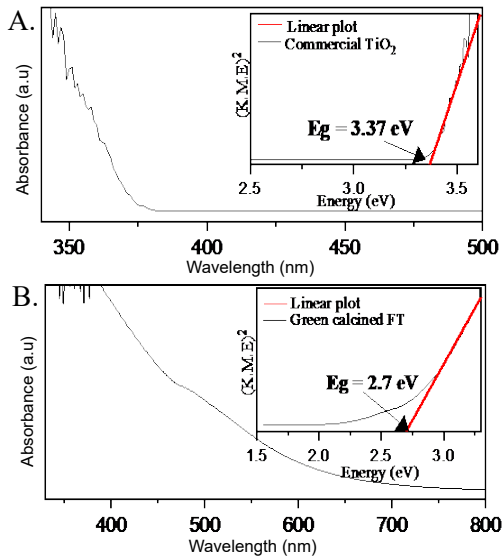 A.
Absorbance (a.u)
(K.M.E)²
Linear plot
Commercial TiO₂
Eg = 3.37 eV
2.5 3.0 3.5
Energy (eV)
350 400 450 500
Wavelength (nm)
B.
Absorbance (a.u)
(K.M.E)²
Linear plot
Green calcined FT
Eg = 2.7 eV
1.5 2.0 2.5 3.0
Energy (eV)
400 500 600 700 800
Wavelength (nm)